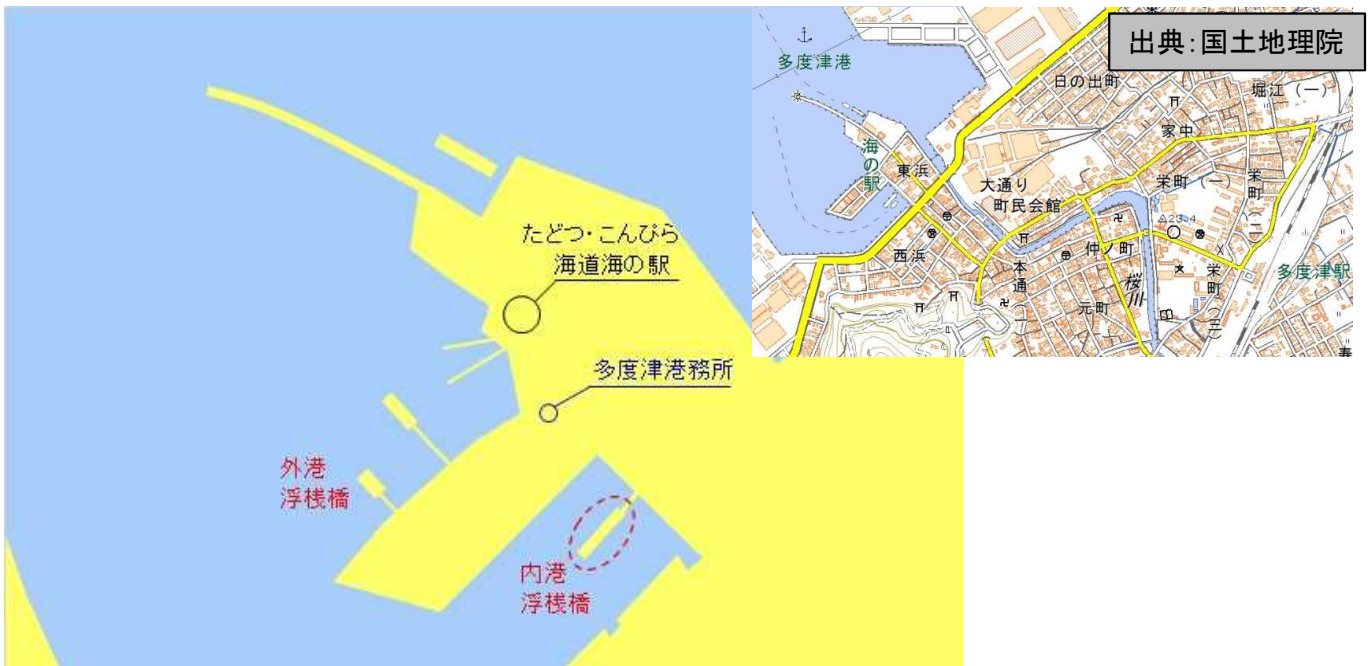 たどつ・こんぴら
海道海の駅
多度津港務所
外港
浮桟橋
内港
浮桟橋
出典：国土地理院
多度津港
日の出町
堀江（一）
家中
海の駅
東浜
大通り
町民会館
栄町（一）
栄町（二）
△23.4
西浜
仲ノ町
本通
桜川
栄町（三）
多度津駅
元町